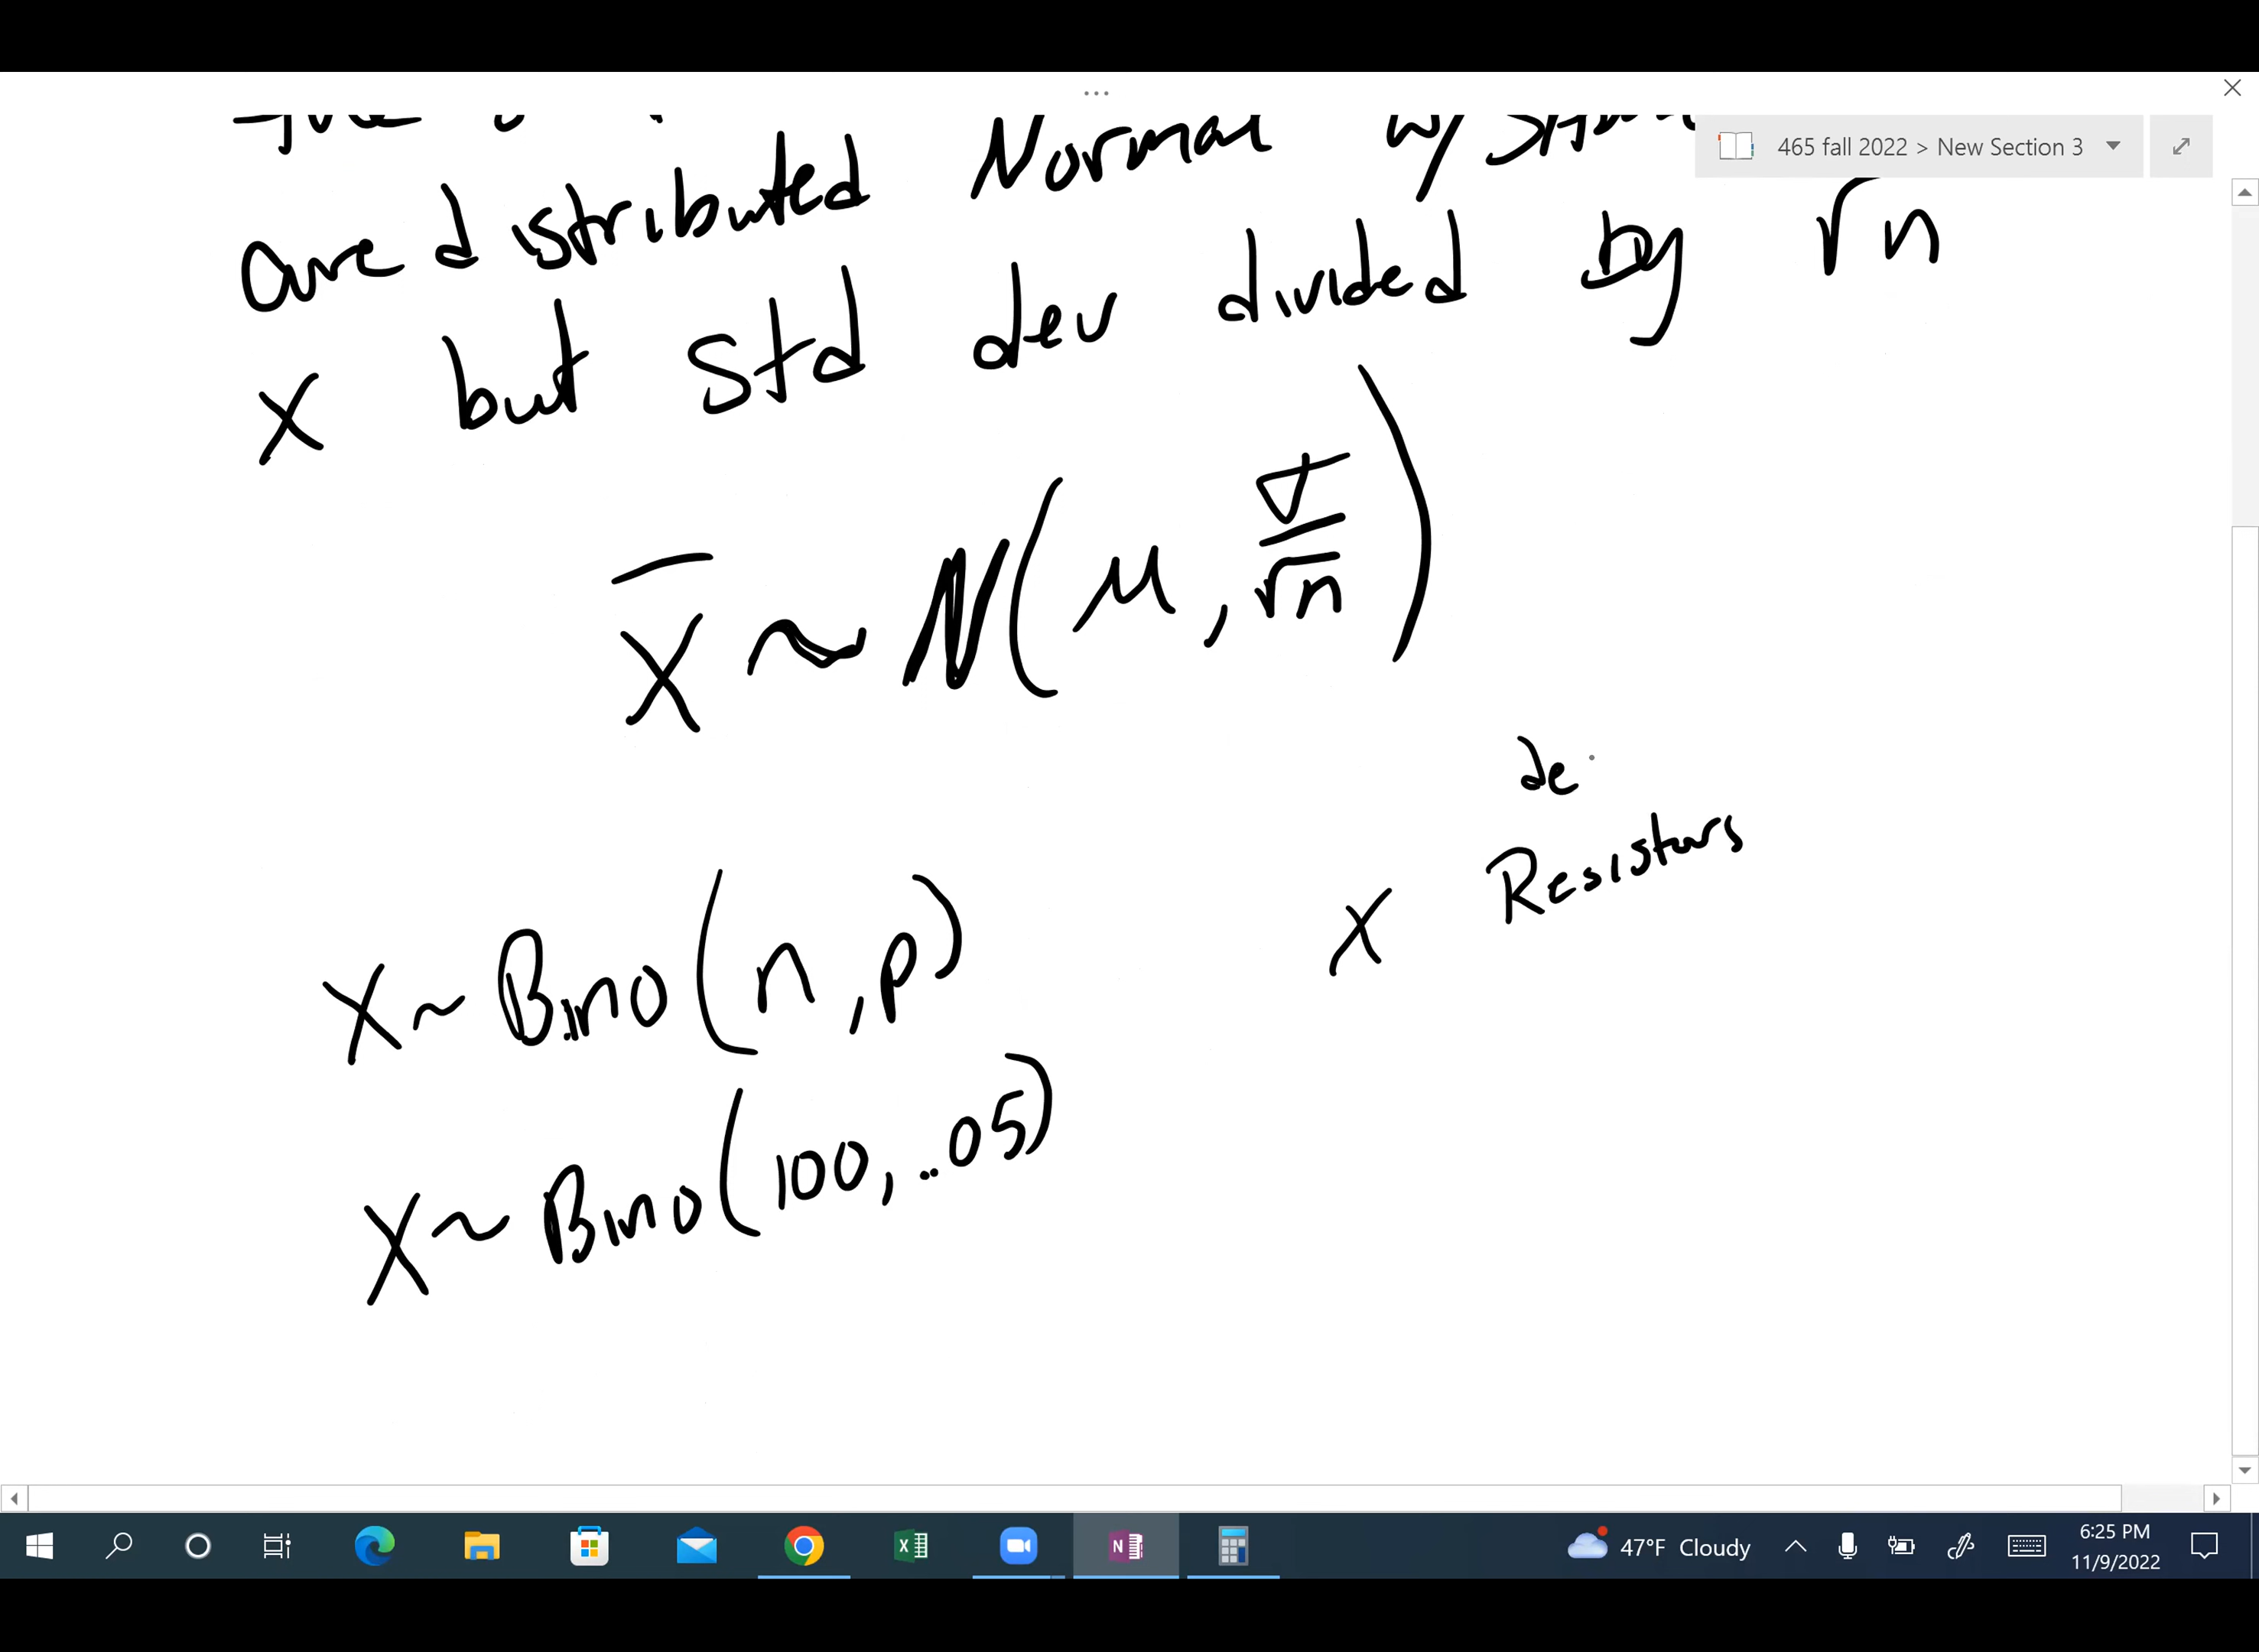 ...
465 fall 2022 > New Section 3
Normal w/
are distributed
by √n
X but std dev divided
X̄ ~ N(μ, σ/√n)
de
Resistors
X
X~Bino(n,p)
X~Bino(100,..05)
47°F Cloudy
6:25 PM
11/9/2022